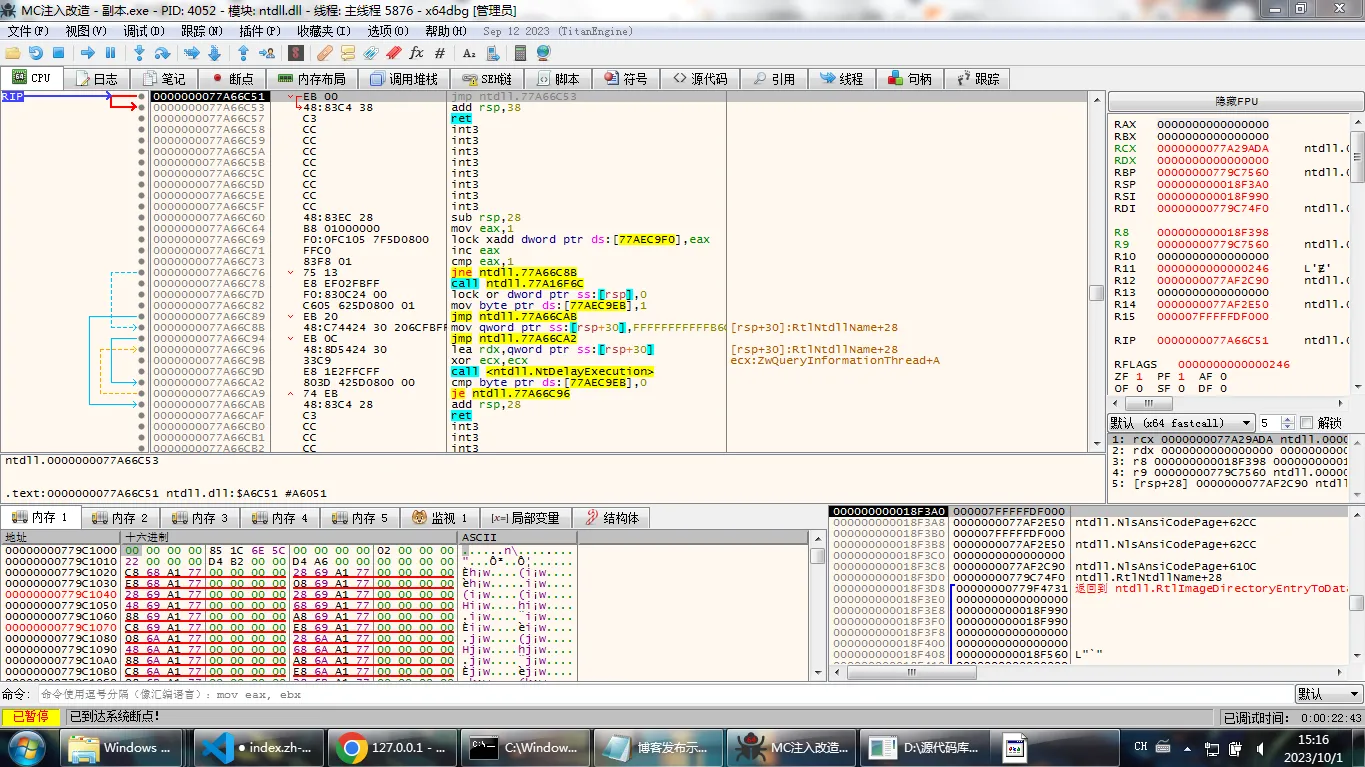 MC注入改造 - 副本.exe - PID: 4052 - 模块: ntdll.dll - 线程: 主线程 5876 - x64dbg [管理员]
文件(F) 视图(V) 调试(D) 跟踪(N) 插件(P) 收藏夹(I) 选项(O) 帮助(H) Sep 12 2023 (TitanEngine)
CPU 日志 笔记 断点 内存布局 调用堆栈 SEH链 脚本 符号 源代码 引用 线程 句柄 跟踪
RIP
0000000077A66C51 EB 00 jmp ntdll.77A66C53
0000000077A66C53 48:83C4 38 add rsp,38
0000000077A66C57 C3 ret
0000000077A66C58 CC int3
0000000077A66C59 CC int3
0000000077A66C5A CC int3
0000000077A66C5B CC int3
0000000077A66C5C CC int3
0000000077A66C5D CC int3
0000000077A66C5E CC int3
0000000077A66C5F CC int3
0000000077A66C60 48:83EC 28 sub rsp,28
0000000077A66C64 B8 01000000 mov eax,1
0000000077A66C69 F0:0FC105 7F5D0800 lock xadd dword ptr ds:[77AEC9F0],eax
0000000077A66C71 FFC0 inc eax
0000000077A66C73 83F8 01 cmp eax,1
0000000077A66C76 75 13 jne ntdll.77A66C8B
0000000077A66C78 E8 EF02FBFF call ntdll.77A16F6C
0000000077A66C7D F0:830C24 00 lock or dword ptr ss:[rsp],0
0000000077A66C82 C605 625D0800 01 mov byte ptr ds:[77AEC9EB],1
0000000077A66C89 EB 20 jmp ntdll.77A66CAB
0000000077A66C8B 48:C74424 30 206CFBFF mov qword ptr ss:[rsp+30],FFFFFFFFFFFB6C [rsp+30]:RtlNtdllName+28
0000000077A66C94 EB 0C jmp ntdll.77A66CA2
0000000077A66C96 48:8D5424 30 lea rdx,qword ptr ss:[rsp+30] [rsp+30]:RtlNtdllName+28
0000000077A66C9B 33C9 xor ecx,ecx ecx:ZwQueryInformationThread+A
0000000077A66C9D E8 1E2FFCFF call <ntdll.NtDelayExecution>
0000000077A66CA2 803D 425D0800 00 cmp byte ptr ds:[77AEC9EB],0
0000000077A66CA9 74 EB je ntdll.77A66C96
0000000077A66CAB 48:83C4 28 add rsp,28
0000000077A66CAF C3 ret
0000000077A66CB0 CC int3
0000000077A66CB1 CC int3
0000000077A66CB2 CC int3
隐藏FPU
RAX 0000000000000000
RBX 0000000000000000
RCX 0000000077A29ADA ntdll.0
RDX 0000000000000000
RBP 00000000779C7560 ntdll.0
RSP 000000000018F3A0
RSI 000000000018F990
RDI 00000000779C74F0 ntdll.0
R8 000000000018F398
R9 00000000779C7560 ntdll.0
R10 0000000000000000
R11 0000000000000246
R12 0000000077AF2C90 ntdll.0
R13 0000000000000000
R14 0000000077AF2E50 ntdll.0
R15 000007FFFFFDF000
RIP 0000000077A66C51 ntdll.0
RFLAGS 0000000000000246
ZF 1 PF 1 AF 0
OF 0 SF 0 DF 0
默认 (x64 fastcall) 5 解锁
1: rcx 0000000077A29ADA ntdll.0000
2: rdx 0000000000000000 000000000
3: r8 000000000018F398 000000000
4: r9 00000000779C7560 ntdll.0000
5: [rsp+28] 0000000077AF2C90 ntdl
ntdll.0000000077A66C53
.text:0000000077A66C51 ntdll.dll:$A6C51 #A6051
内存 1 内存 2 内存 3 内存 4 内存 5 监视 1 [x=] 局部变量 结构体
地址 十六进制 ASCII
00000000779C1000 00 00 00 00 85 1C 6E 5C 00 00 00 00 02 00 00 00
00000000779C1010 22 00 00 00 D4 B2 00 00 D4 A6 00 00 00 00 00 00
00000000779C1020 C8 68 A1 77 00 00 00 00 28 69 A1 77 00 00 00 00
00000000779C1030 E8 68 A1 77 00 00 00 00 08 69 A1 77 00 00 00 00
00000000779C1040 28 69 A1 77 00 00 00 00 28 69 A1 77 00 00 00 00
00000000779C1050 48 69 A1 77 00 00 00 00 68 69 A1 77 00 00 00 00
00000000779C1060 88 69 A1 77 00 00 00 00 A8 69 A1 77 00 00 00 00
00000000779C1070 C8 69 A1 77 00 00 00 00 E8 69 A1 77 00 00 00 00
00000000779C1080 08 6A A1 77 00 00 00 00 28 6A A1 77 00 00 00 00
00000000779C1090 48 6A A1 77 00 00 00 00 68 6A A1 77 00 00 00 00
00000000779C10A0 88 6A A1 77 00 00 00 00 A8 6A A1 77 00 00 00 00
00000000779C10B0 C8 6A A1 77 00 00 00 00 E8 6A A1 77 00 00 00 00
000000000018F3A0 000007FFFFFDF000
000000000018F3A8 0000000077AF2E50 ntdll.NlsAnsiCodePage+62CC
000000000018F3B0 000007FFFFFDF000
000000000018F3B8 0000000077AF2E50 ntdll.NlsAnsiCodePage+62CC
000000000018F3C0 0000000000000000
000000000018F3C8 0000000077AF2C90 ntdll.NlsAnsiCodePage+610C
000000000018F3D0 00000000779C74F0 ntdll.RtlNtdllName+28
000000000018F3D8 00000000779F4731 返回到 ntdll.RtlImageDirectoryEntryToData
000000000018F3E0 0000000000000000
000000000018F3E8 000000000018F990
000000000018F3F0 000000000018F990
000000000018F3F8 0000000000000000
000000000018F400 0000000000000000
000000000018F408 000000000018F560 L"`"
命令: 命令使用逗号分隔（像汇编语言）: mov eax, ebx 默认
已暂停 已到达系统断点! 已调试时间: 0:00:22:43
Windows ... ● index.zh-... 127.0.0.1 - ... C:\Window... 博客发布示... MC注入改造... D:\源代码库... CH 15:16
2023/10/1